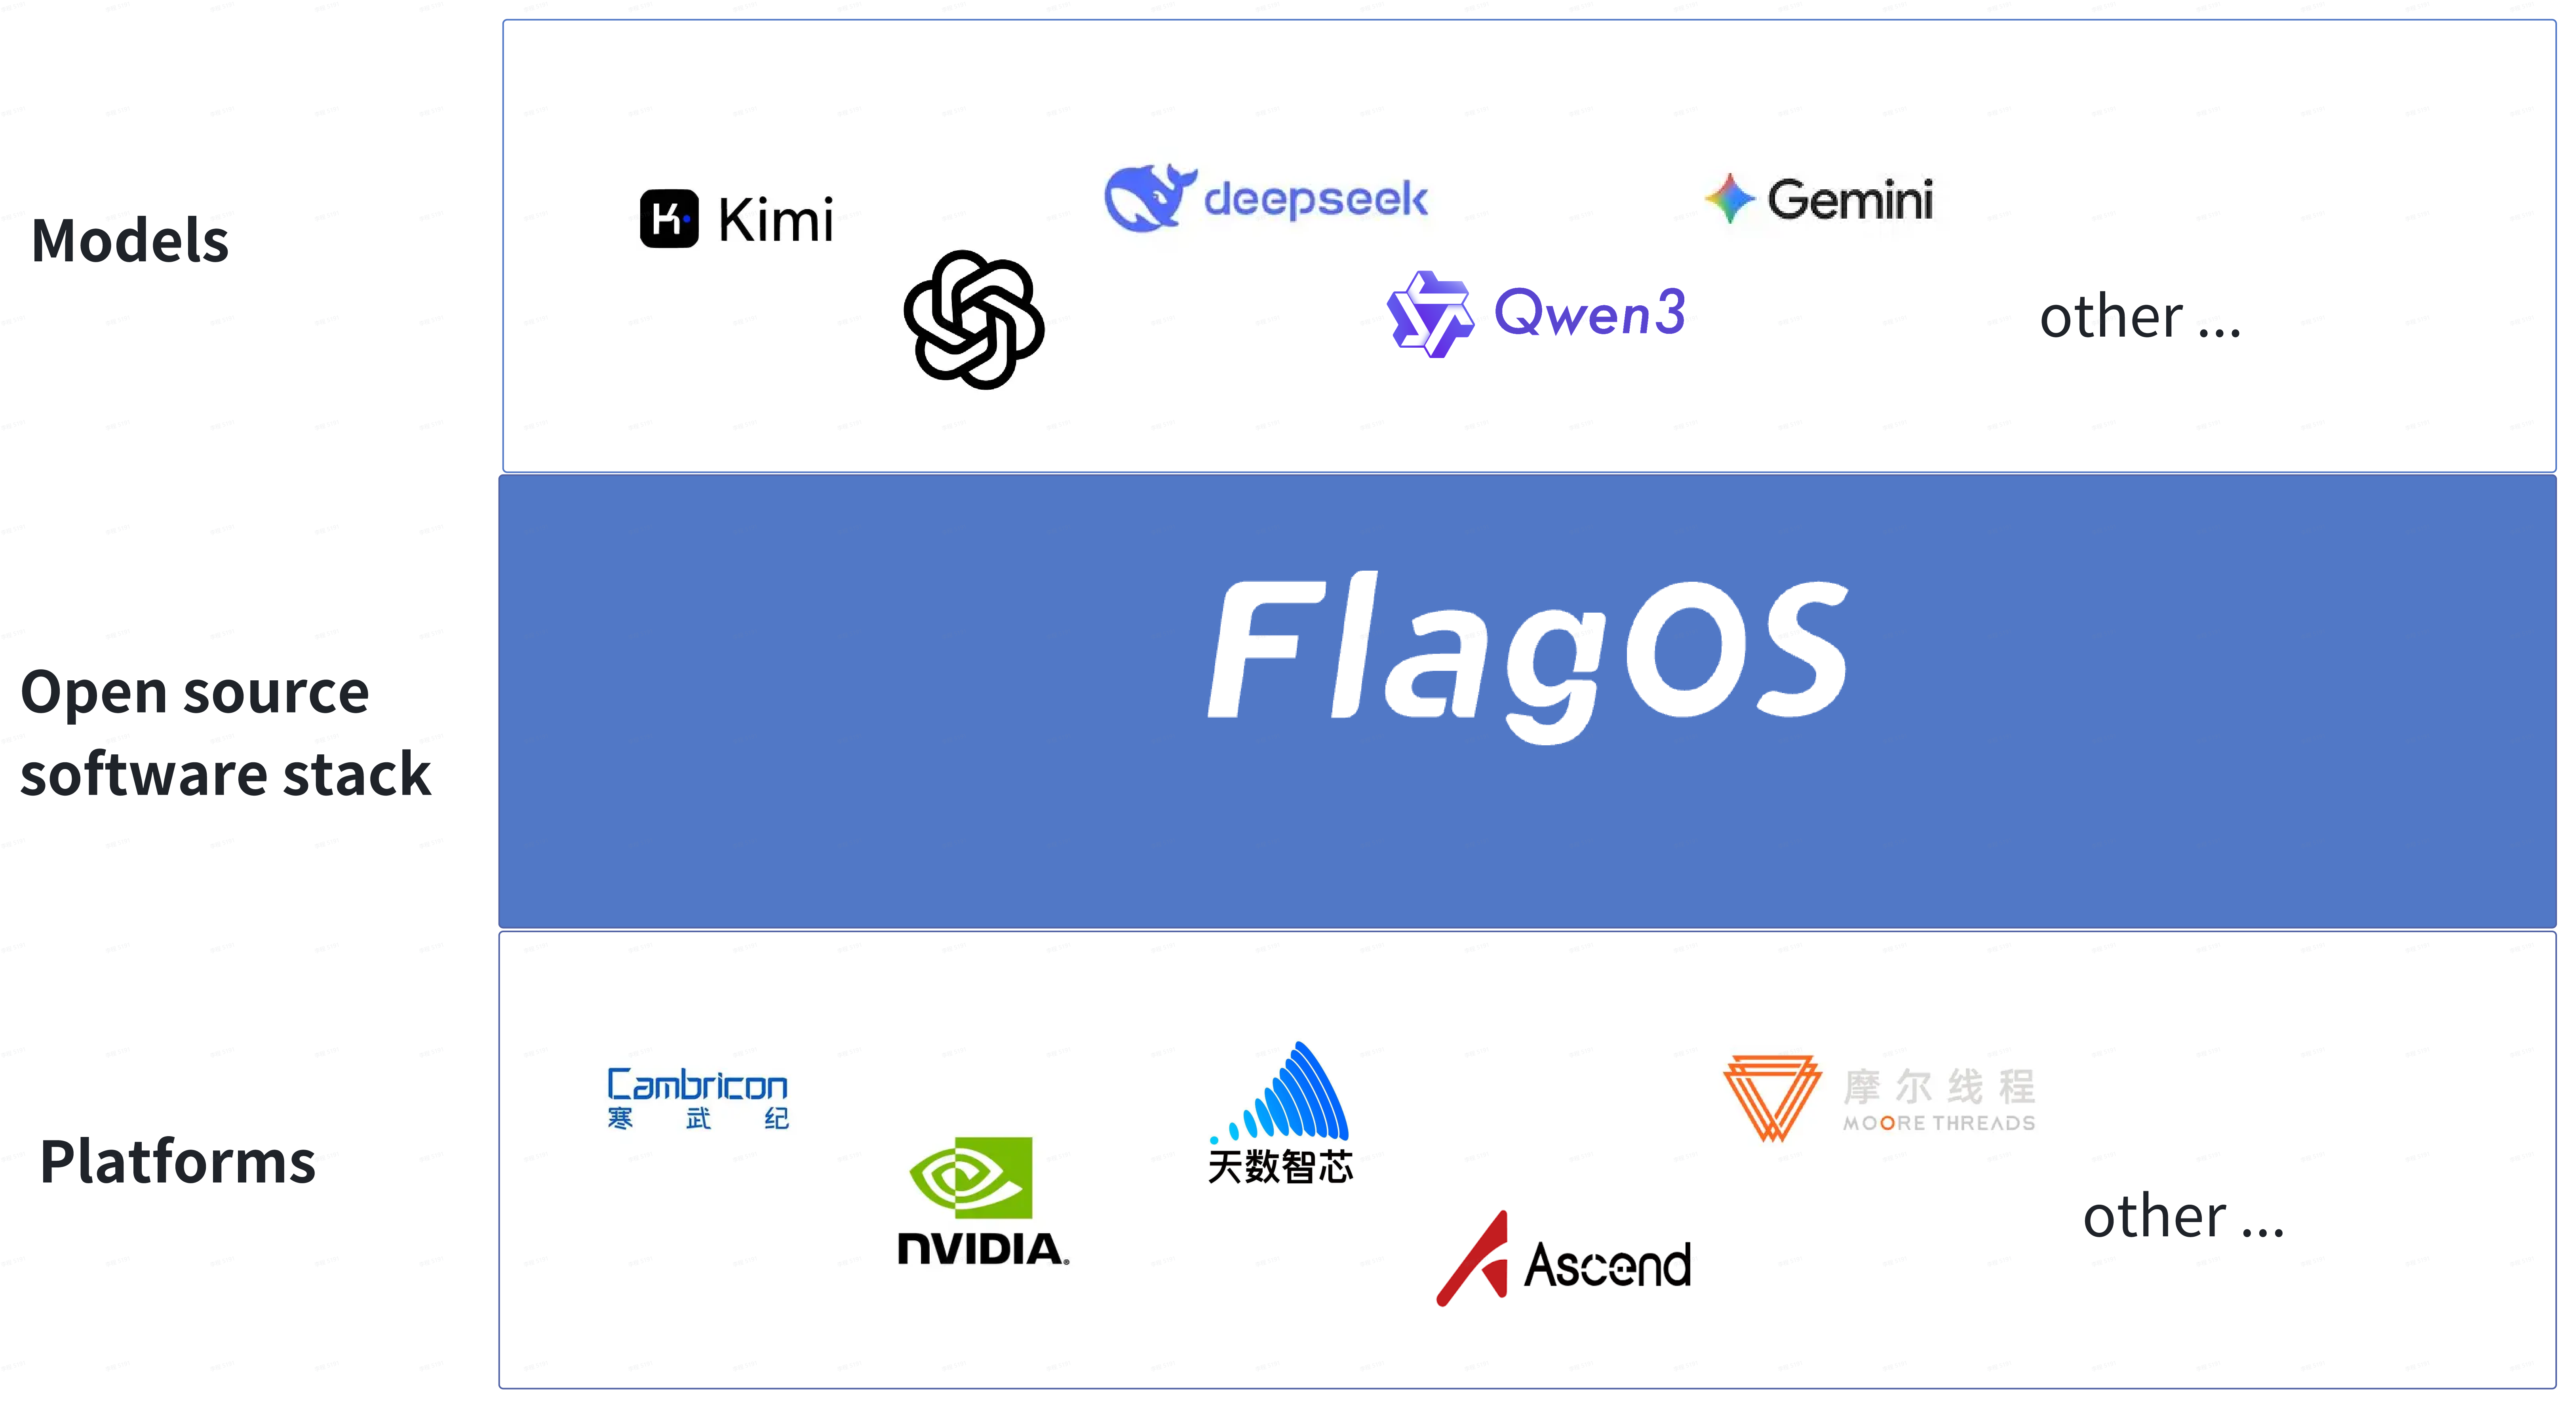 Models
Kimi
deepseek
Gemini
Qwen3
other ...
Open source
software stack
FlagOS
Platforms
Cambricon
寒武纪
NVIDIA.
天数智芯
Ascend
摩尔线程
MOORE THREADS
other ...